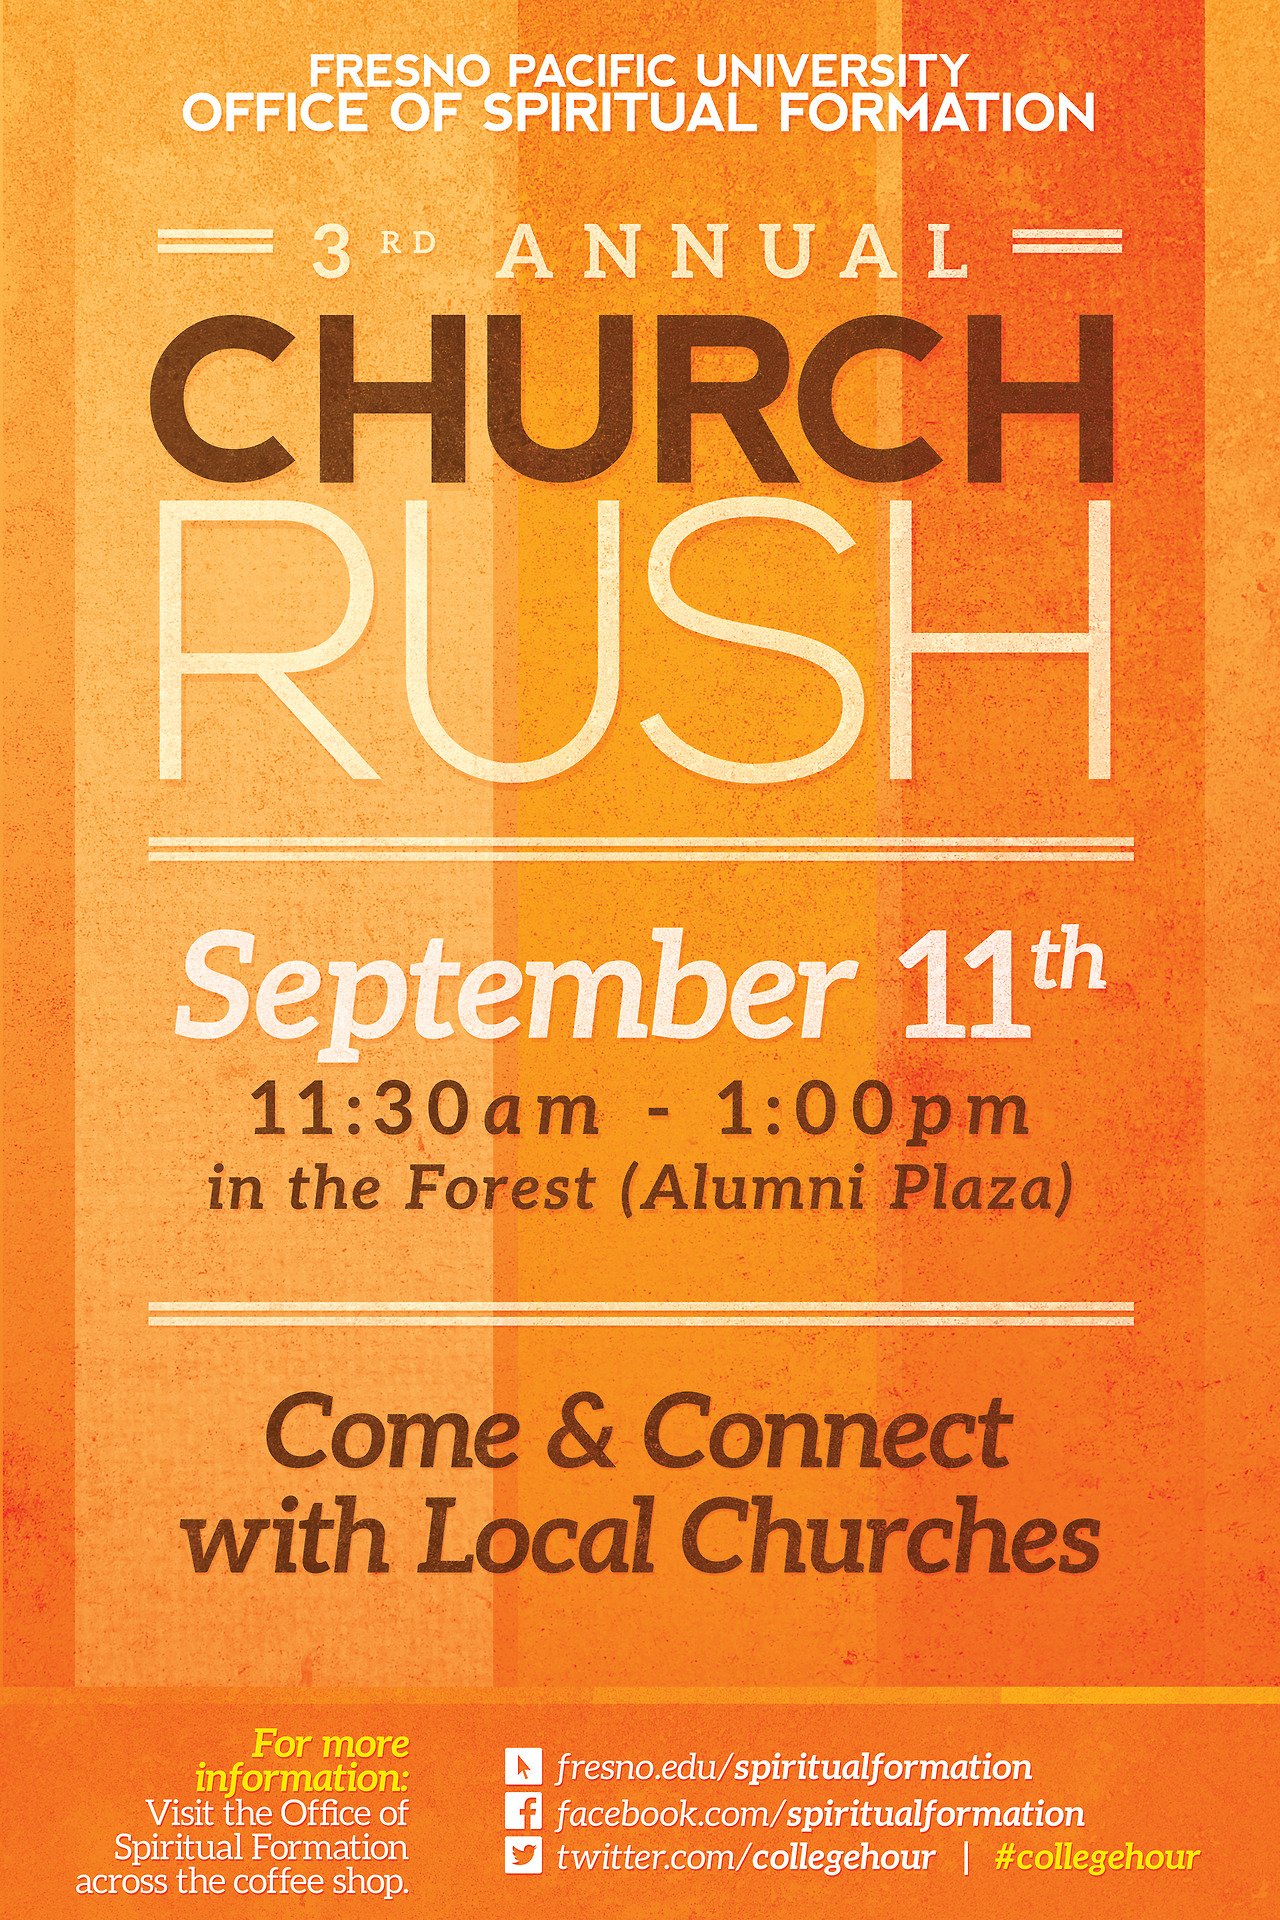 FRESNO PACIFIC UNIVERSITY
OFFICE OF SPIRITUAL FORMATION
3RD ANNUAL
CHURCH
RUSH
September 11th
11:30am - 1:00pm
in the Forest (Alumni Plaza)
Come & Connect
with Local Churches
For more
information:
Visit the Office of
Spiritual Formation
across the coffee shop.
fresno.edu/spiritualformation
facebook.com/spiritualformation
twitter.com/collegehour | #collegehour